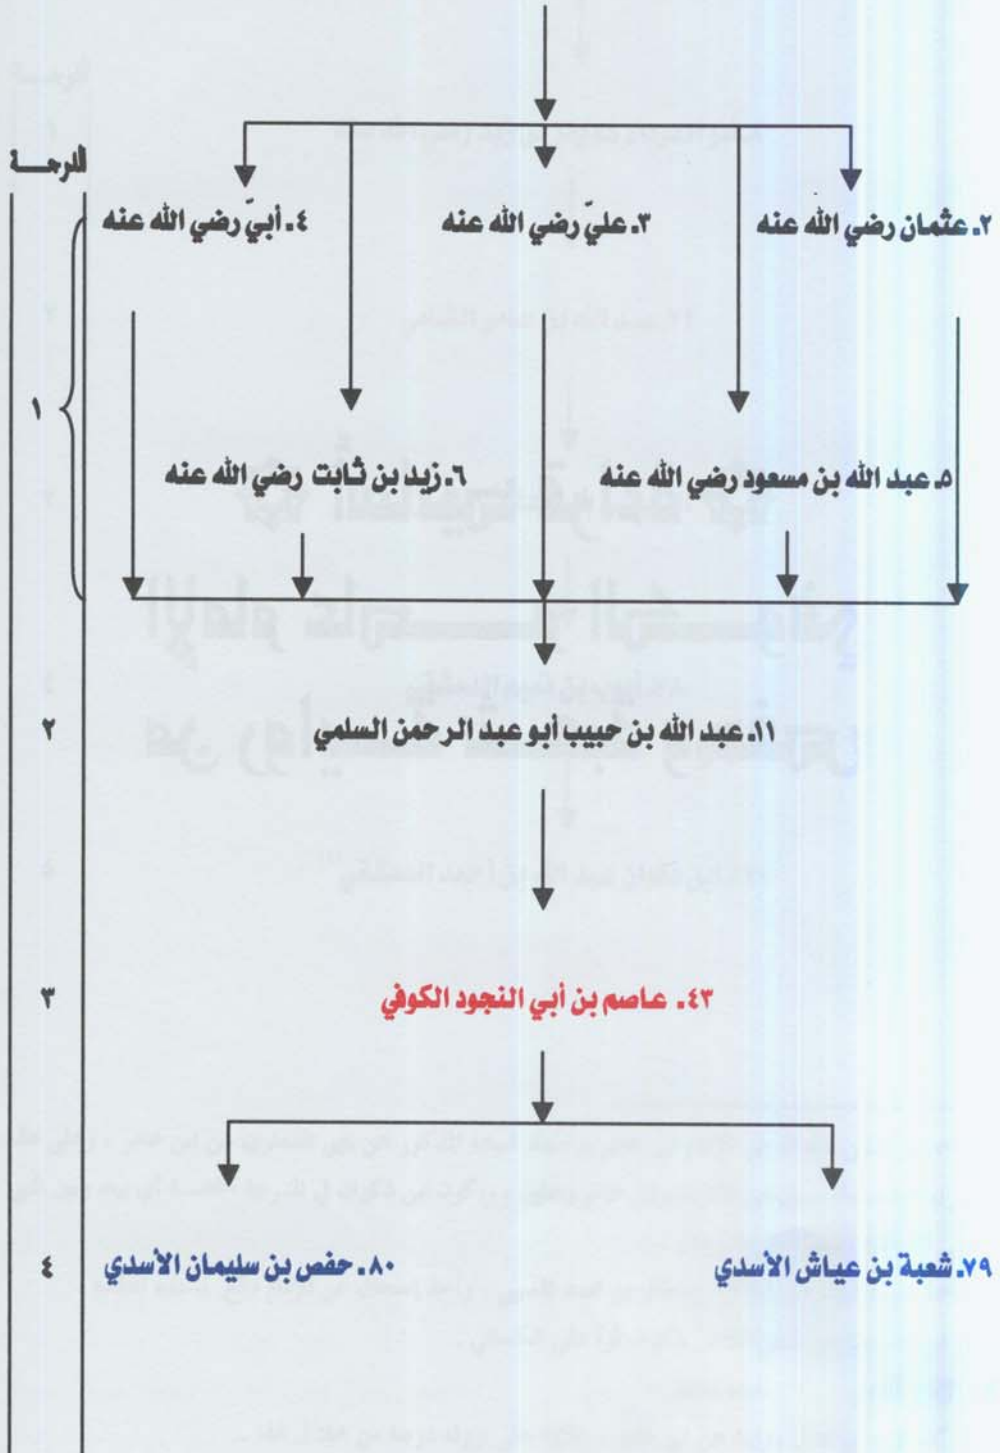 الدرجـــة
٢. عثمان رضي الله عنه
٣. عليّ رضي الله عنه
٤. أبيّ رضي الله عنه
١
٥. عبد الله بن مسعود رضي الله عنه
٦. زيد بن ثابت رضي الله عنه
١١. عبد الله بن حبيب أبو عبد الرحمن السلمي
٢
٤٣. عاصم بن أبي النجود الكوفي
٣
٧٩. شعبة بن عياش الأسدي
٨٠. حفص بن سليمان الأسدي
٤